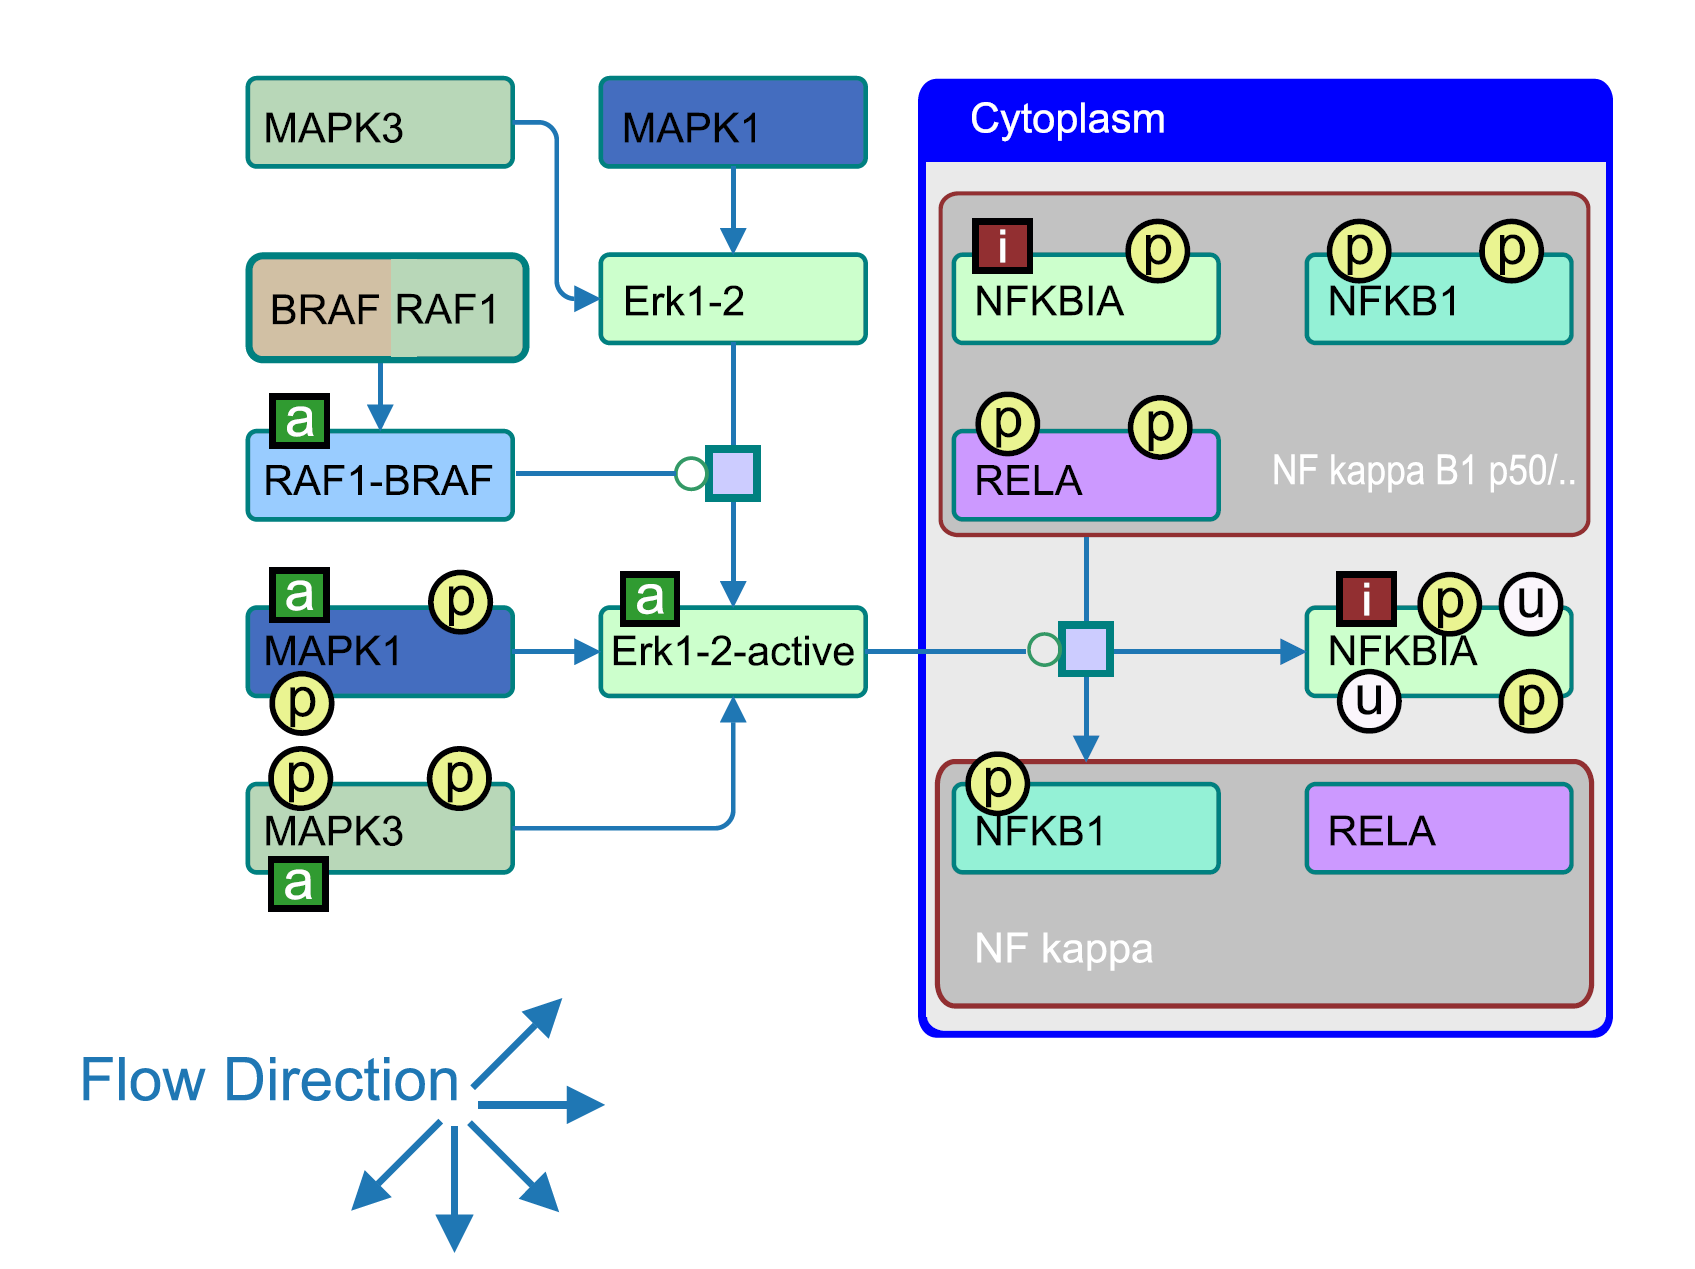 MAPK3
MAPK1
Cytoplasm
BRAF RAF1
Erk1-2
i
p
NFKBIA
p
p
NFKB1
a
RAF1-BRAF
p
p
RELA
NF kappa B1 p50/..
a
p
MAPK1
p
a
Erk1-2-active
i
p
u
NFKBIA
u
p
p
p
MAPK3
a
p
NFKB1
RELA
NF kappa
Flow Direction